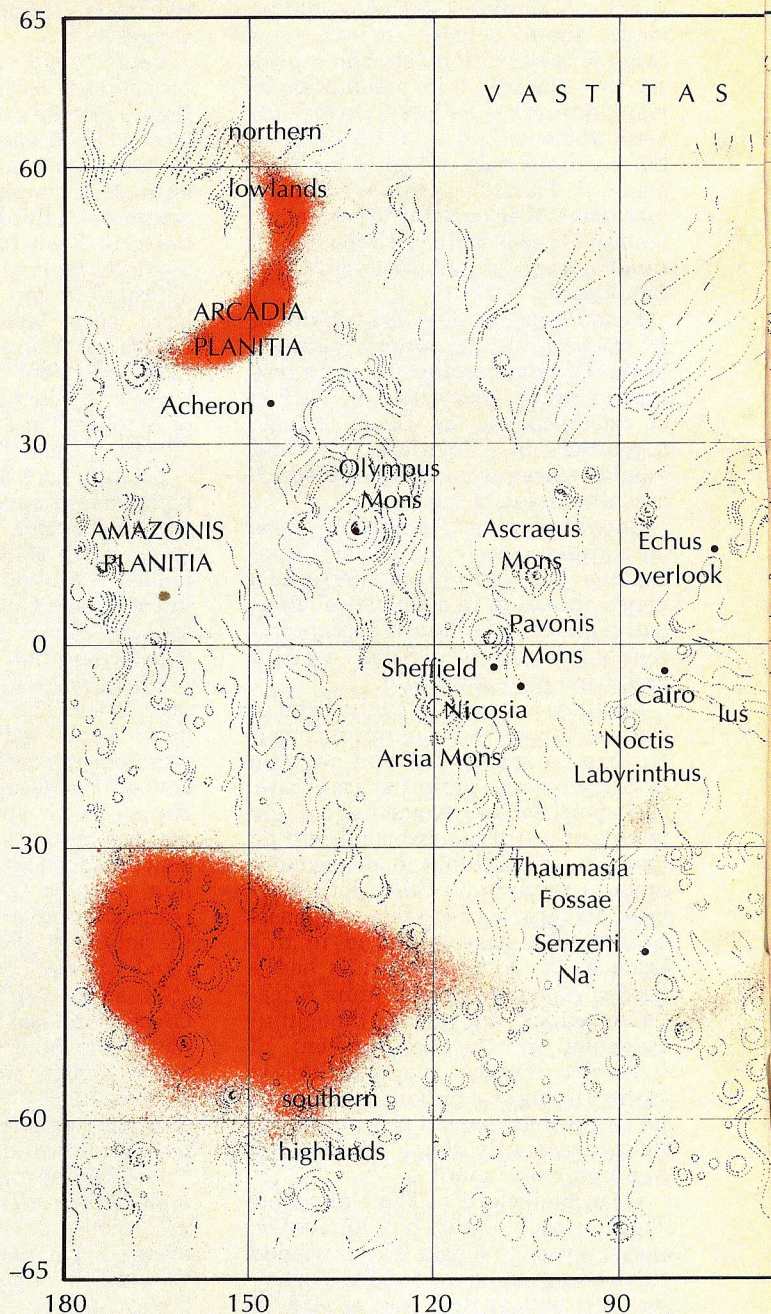 65
VASTITAS
northern
60
lowlands
ARCADIA
PLANITIA
Acheron
30
Olympus
Mons
AMAZONIS
PLANITIA
Ascraeus
Mons
Echus
Overlook
0
Pavonis
Mons
Sheffield
Nicosia
Cairo
Ius
Arsia Mons
Noctis
Labyrinthus
–30
Thaumasia
Fossae
Senzeni
Na
southern
–60
highlands
–65
180 150 120 90